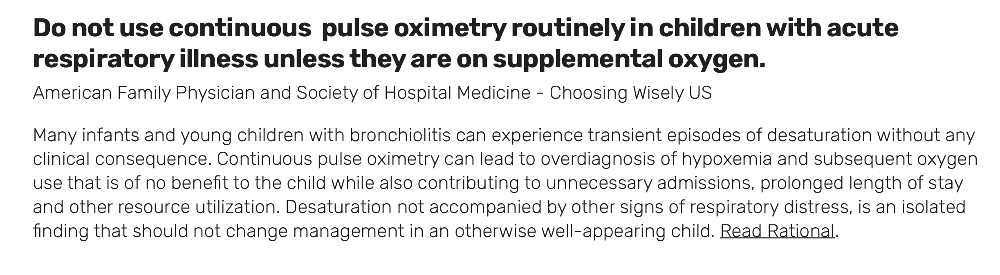 Do not use continuous  pulse oximetry routinely in children with acute
respiratory illness unless they are on supplemental oxygen.
American Family Physician and Society of Hospital Medicine - Choosing Wisely US
Many infants and young children with bronchiolitis can experience transient episodes of desaturation without any
clinical consequence. Continuous pulse oximetry can lead to overdiagnosis of hypoxemia and subsequent oxygen
use that is of no benefit to the child while also contributing to unnecessary admissions, prolonged length of stay
and other resource utilization. Desaturation not accompanied by other signs of respiratory distress, is an isolated
finding that should not change management in an otherwise well-appearing child. Read Rational.